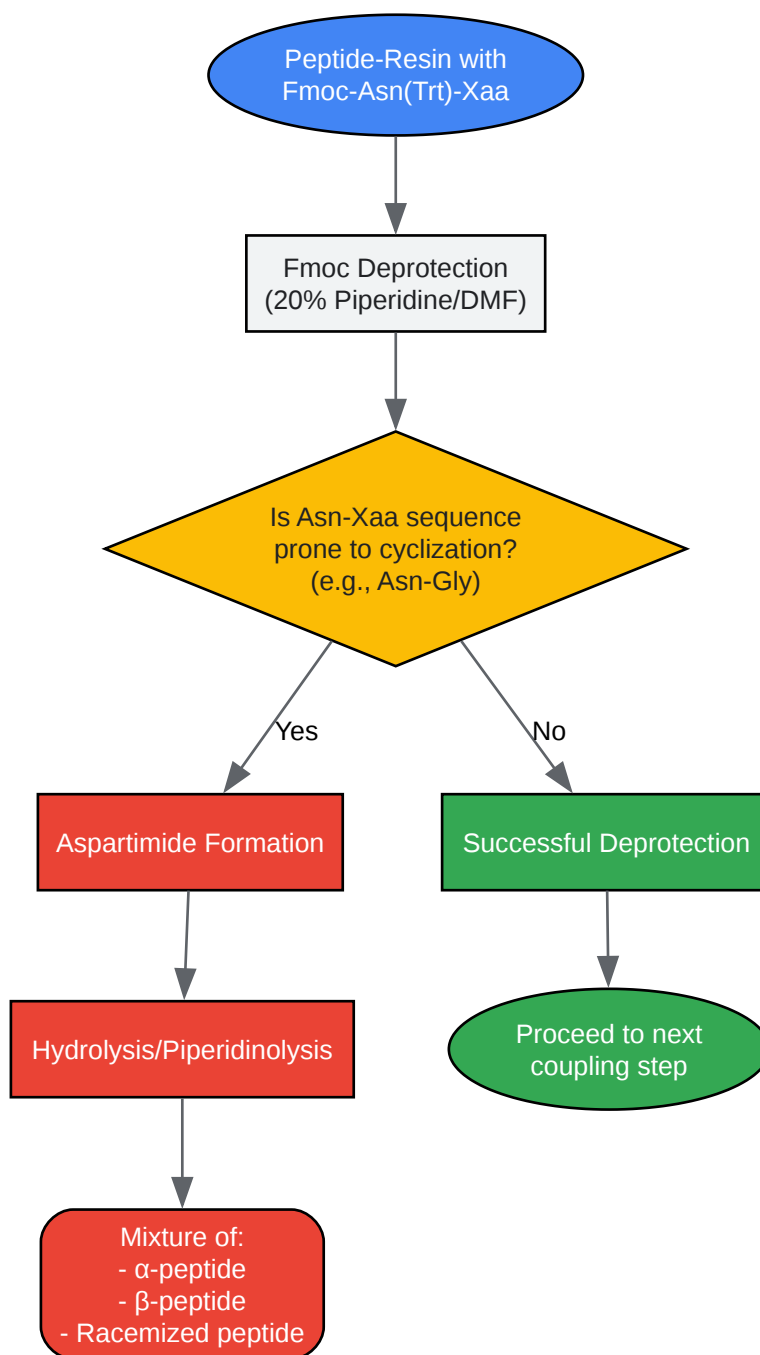 Peptide-Resin with
Fmoc-Asn(Trt)-Xaa
Fmoc Deprotection
(20% Piperidine/DMF)
Is Asn-Xaa sequence
prone to cyclization?
(e.g., Asn-Gly)
Yes
No
Aspartimide Formation
Successful Deprotection
Hydrolysis/Piperidinolysis
Proceed to next
coupling step
Mixture of:
- α-peptide
- β-peptide
- Racemized peptide